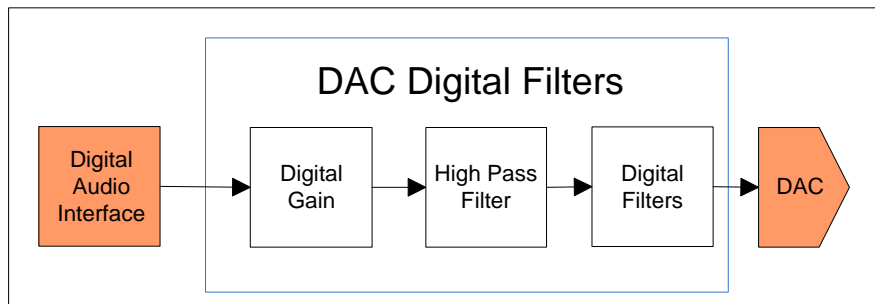 DAC Digital Filters
Digital
Audio
Interface
Digital
Gain
High Pass
Filter
Digital
Filters
DAC